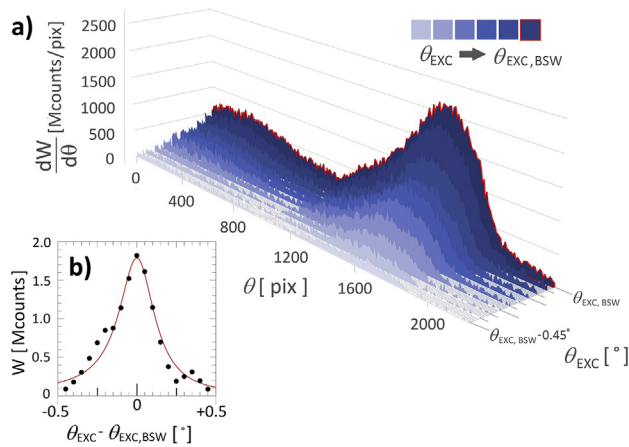 a)
dW/dθ [Mcounts/pix]
2500
2000
1500
1000
500
0
θEXC → θEXC,BSW
0
400
800
1200
1600
2000
θ [ pix]
θEXC, BSW
θEXC, BSW-0.45°
θEXC [°]
b)
W [Mcounts]
2.0
1.5
1.0
0.5
0
-0.5
0
+0.5
θEXC - θEXC,BSW [°]